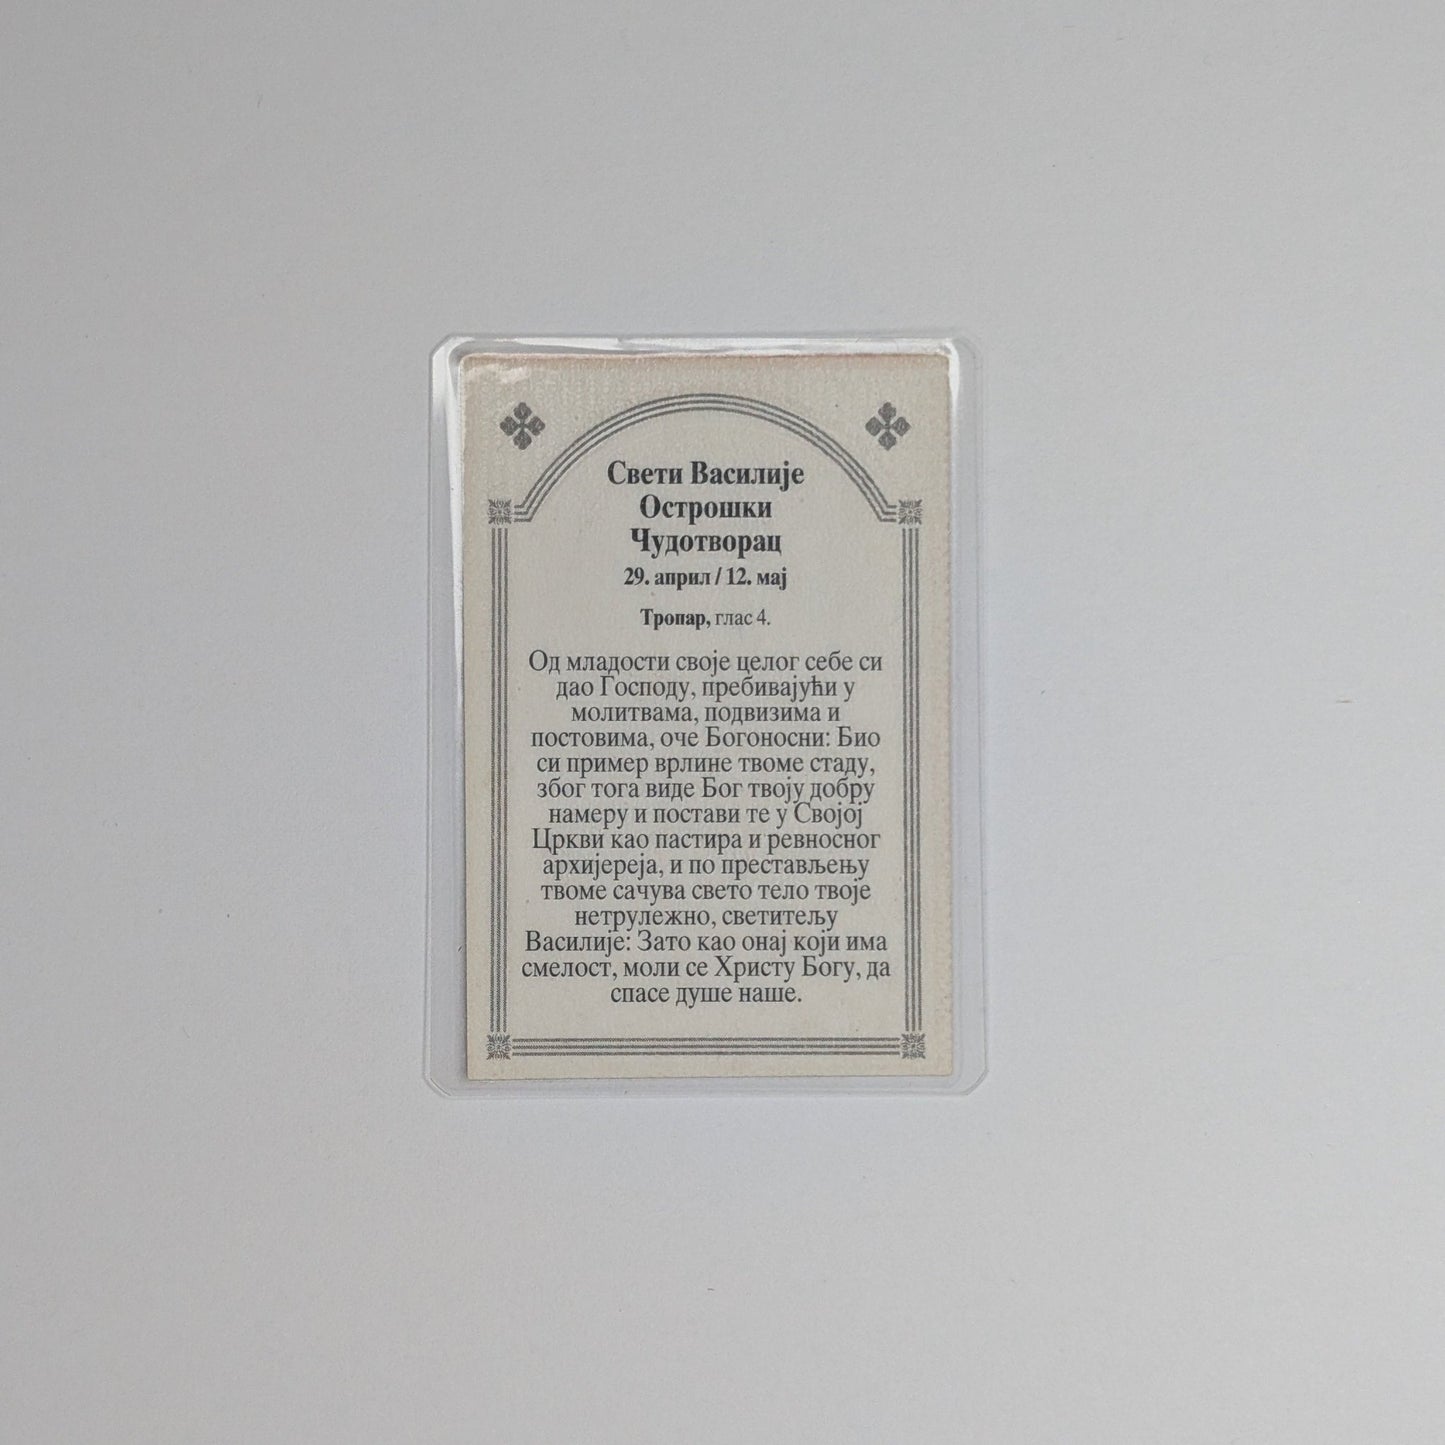 Свети Василије
Острошки
Чудотворац
29. април / 12. мај
Тропар, глас 4.
Од младости своје целог себе си
дао Господу, пребивајући у
молитвама, подвизима и
постовима, оче Богоносни: Био
си пример врлине твоме стаду,
због тога виде Бог твоју добру
намеру и постави те у Својој
Цркви као пастира и ревносног
архијереја, и по престављењу
твоме сачува свето тело твоје
нетрулежно, светитељу
Василије: Зато као онај који има
смелост, моли се Христу Богу, да
спасе душе наше.